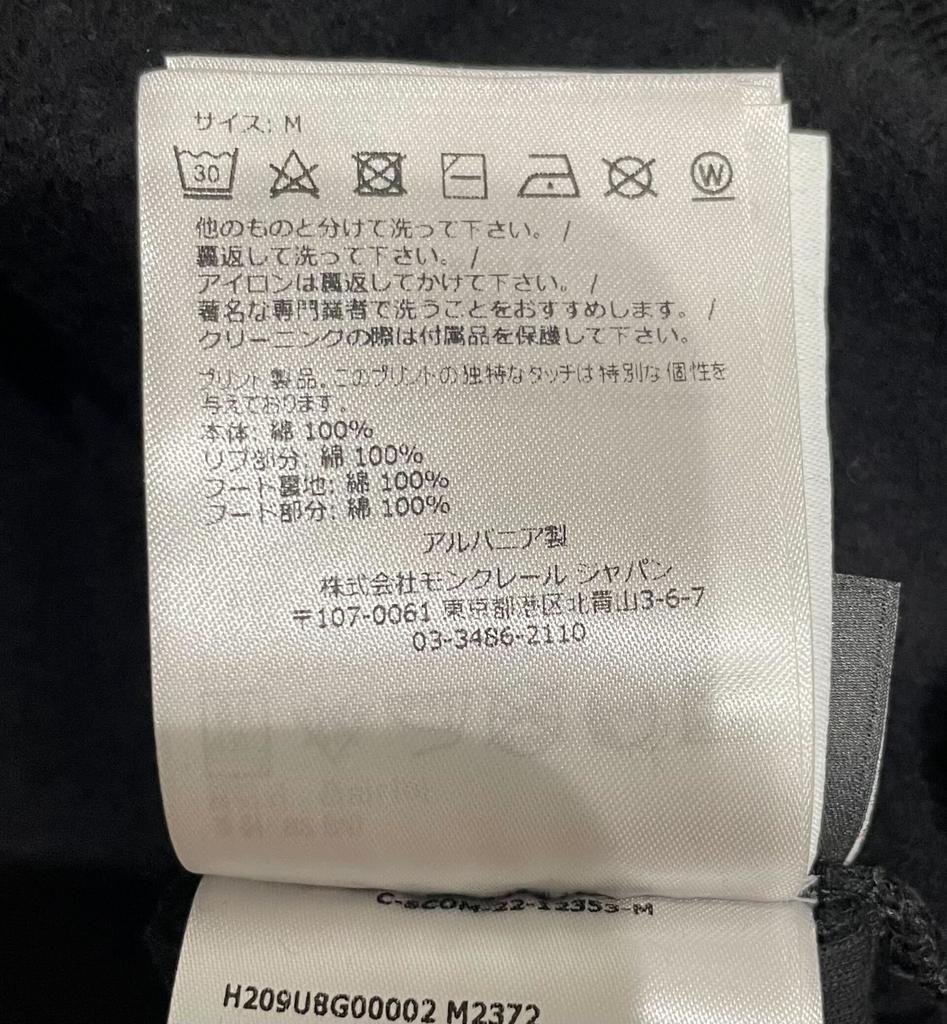 サイズ: M
30
W
他のものと分けて洗って下さい。 /
裏返して洗って下さい。 /
アイロンは裏返してかけて下さい。 /
著名な専門業者で洗うことをおすすめします。 /
クリーニングの際は付属品を保護して下さい。
プリント製品。このプリントの独特なタッチは特別な個性を
与えております。
本体: 綿 100%
リブ部分: 綿 100%
フード裏地: 綿 100%
フード部分: 綿 100%
アルバニア製
株式会社モンクレール ジャパン
〒107-0061 東京都港区北青山3-6-7
03-3486-2110
H209U8G00002 M2372